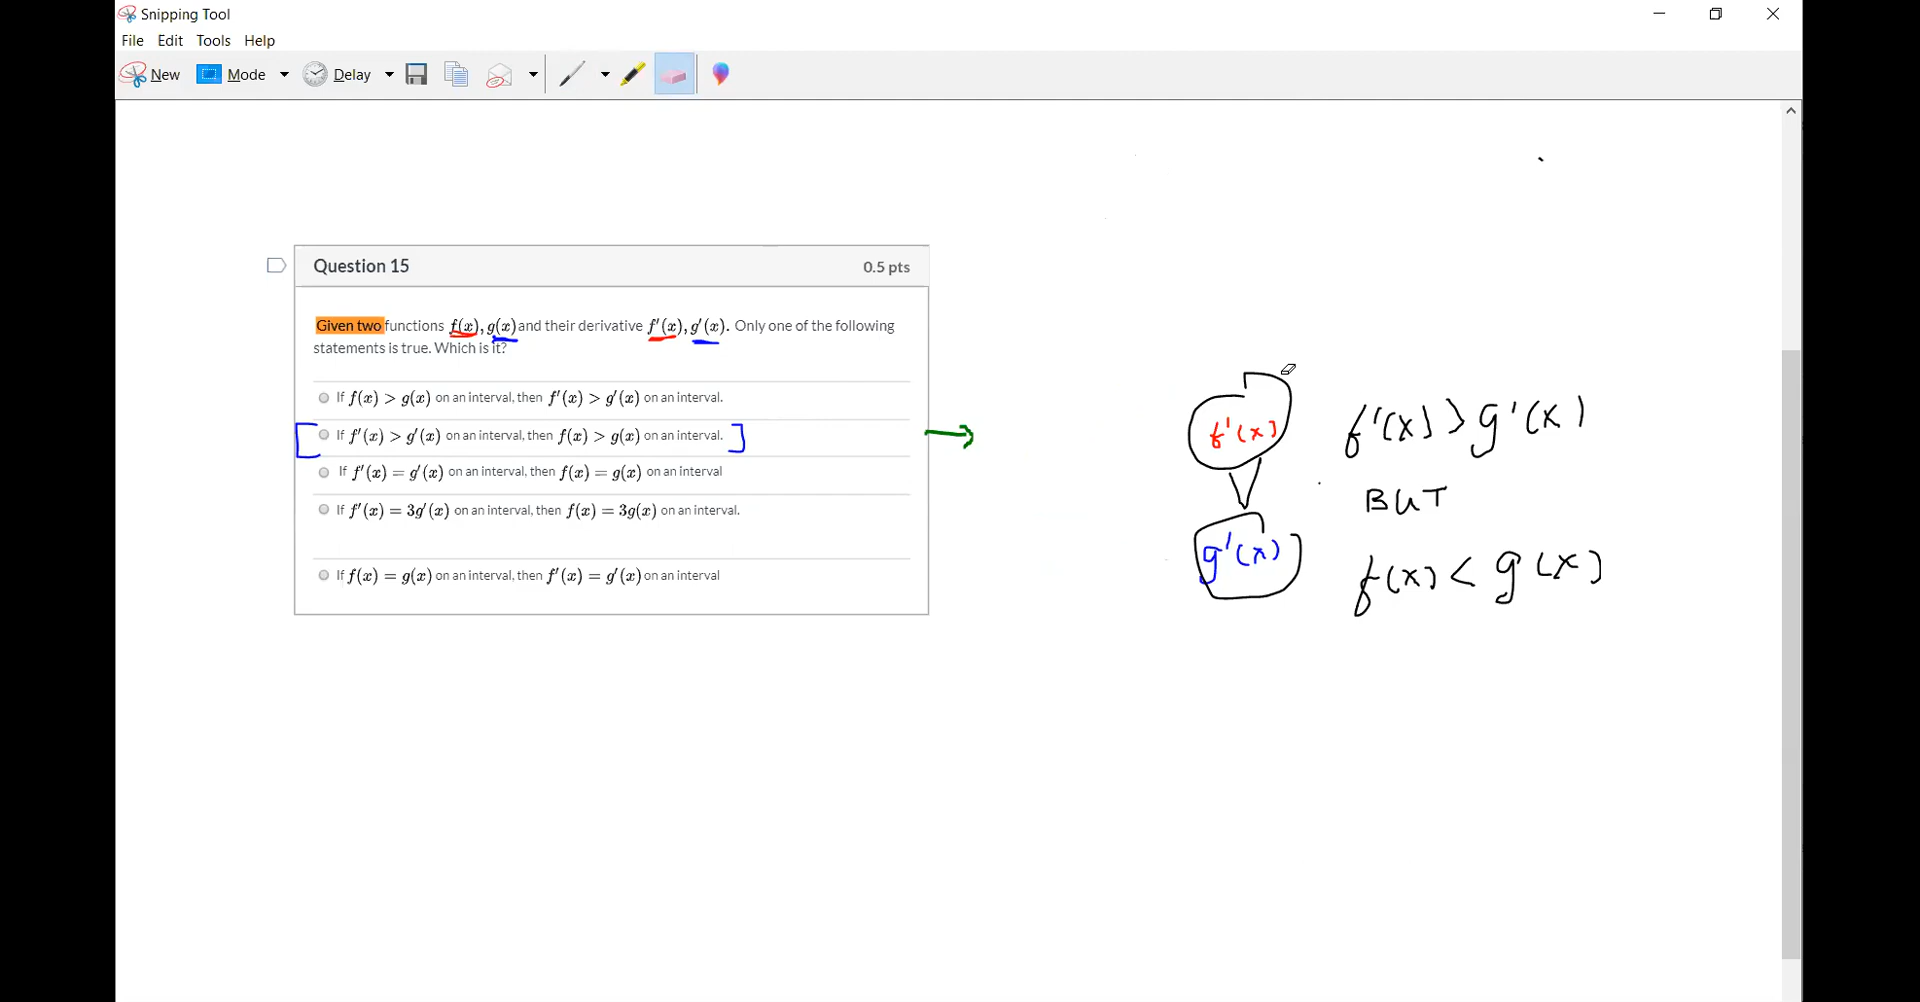 Snipping Tool
File Edit Tools Help
New Mode Delay
Question 15 0.5 pts
Given two functions f(x), g(x) and their derivative f′(x), g′(x). Only one of the following
statements is true. Which is it?
If f(x) > g(x) on an interval, then f′(x) > g′(x) on an interval.
If f′(x) > g′(x) on an interval, then f(x) > g(x) on an interval.
If f′(x) = g′(x) on an interval, then f(x) = g(x) on an interval
If f′(x) = 3g′(x) on an interval, then f(x) = 3g(x) on an interval.
If f(x) = g(x) on an interval, then f′(x) = g′(x) on an interval
f'(x)
g'(x)
f'(x) > g'(x)
BUT
f(x) < g(x)